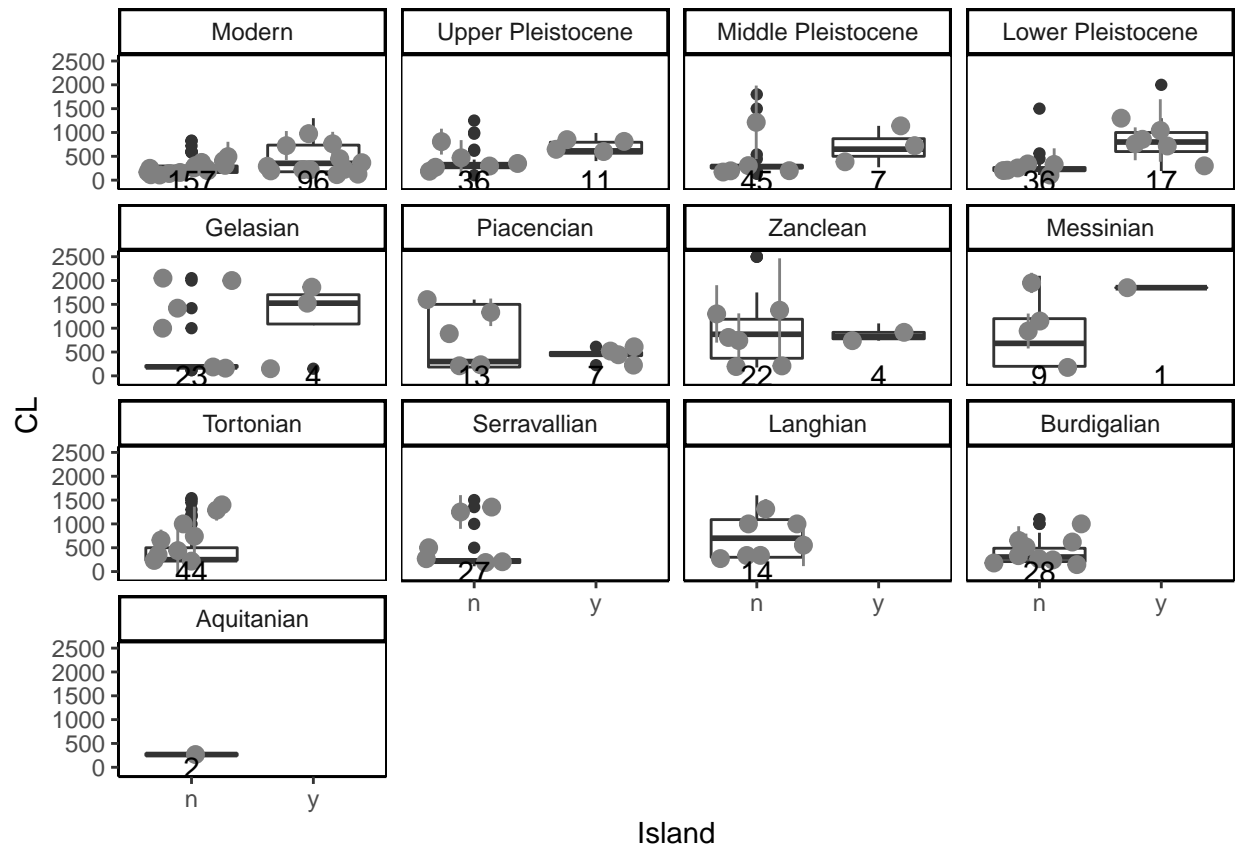 Modern Upper Pleistocene Middle Pleistocene Lower Pleistocene
2500
2000
1500
1000
500
0
157 96 36 11 45 7 36 17
Gelasian Piacencian Zanclean Messinian
2500
2000
1500
1000
500
0
23 4 13 7 22 4 9 1
CL
Tortonian Serravallian Langhian Burdigalian
2500
2000
1500
1000
500
0
44 27 14 28
n y n y n y
Aquitanian
2500
2000
1500
1000
500
0
2
n y
Island